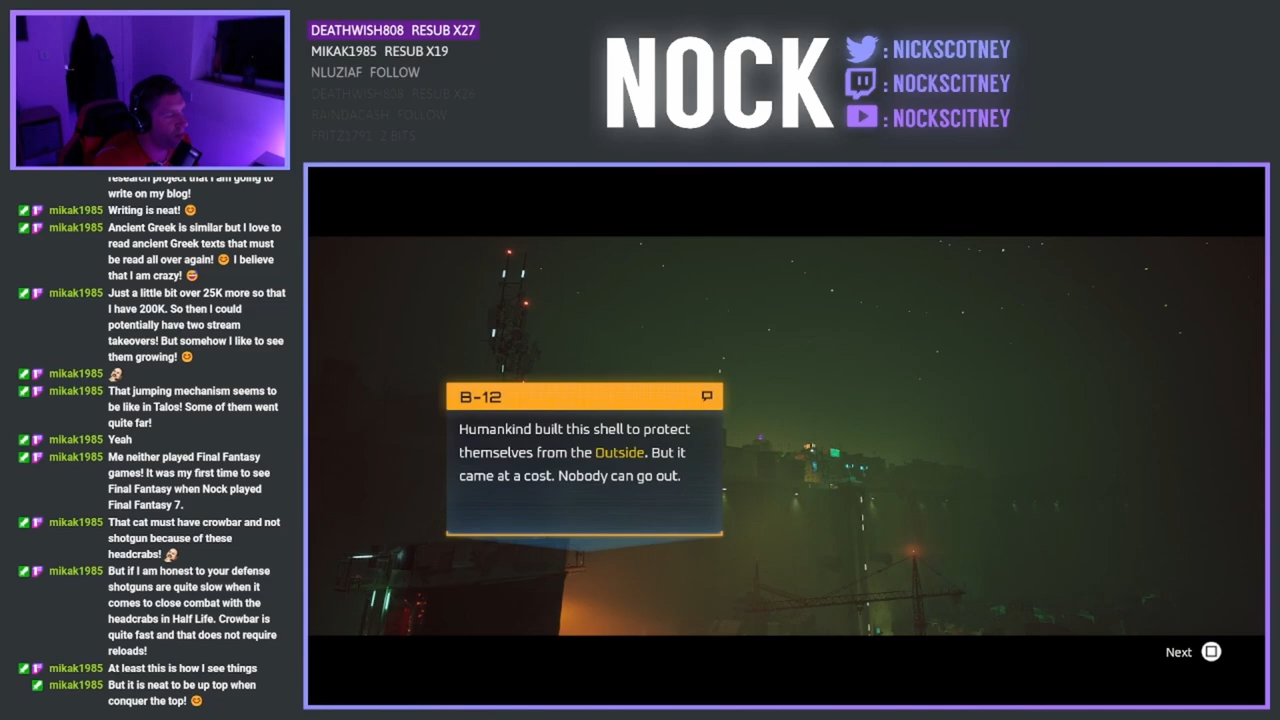 DEATHWISH808 RESUB X27
MIKAK1985 RESUB X19
NLUZIAF FOLLOW
DEATHWISH808 RESUB X26
RAINDACASH FOLLOW
FRITZ1791 2 BITS
NOCK
: NICKSCOTNEY
: NOCKSCITNEY
: NOCKSCITNEY
research project that I am going to
write on my blog!
mikak1985 Writing is neat! 😊
mikak1985 Ancient Greek is similar but I love to
read ancient Greek texts that must
be read all over again! 😊 I believe
that I am crazy! 😅
mikak1985 Just a little bit over 25K more so that
I have 200K. So then I could
potentially have two stream
takeovers! But somehow I like to see
them growing! 😊
mikak1985
mikak1985 That jumping mechanism seems to
be like in Talos! Some of them went
quite far!
mikak1985 Yeah
mikak1985 Me neither played Final Fantasy
games! It was my first time to see
Final Fantasy when Nock played
Final Fantasy 7.
mikak1985 That cat must have crowbar and not
shotgun because of these
headcrabs!
mikak1985 But if I am honest to your defense
shotguns are quite slow when it
comes to close combat with the
headcrabs in Half Life. Crowbar is
quite fast and that does not require
reloads!
mikak1985 At least this is how I see things
mikak1985 But it is neat to be up top when
conquer the top! 😊
B-12
Humankind built this shell to protect
themselves from the Outside. But it
came at a cost. Nobody can go out.
Next